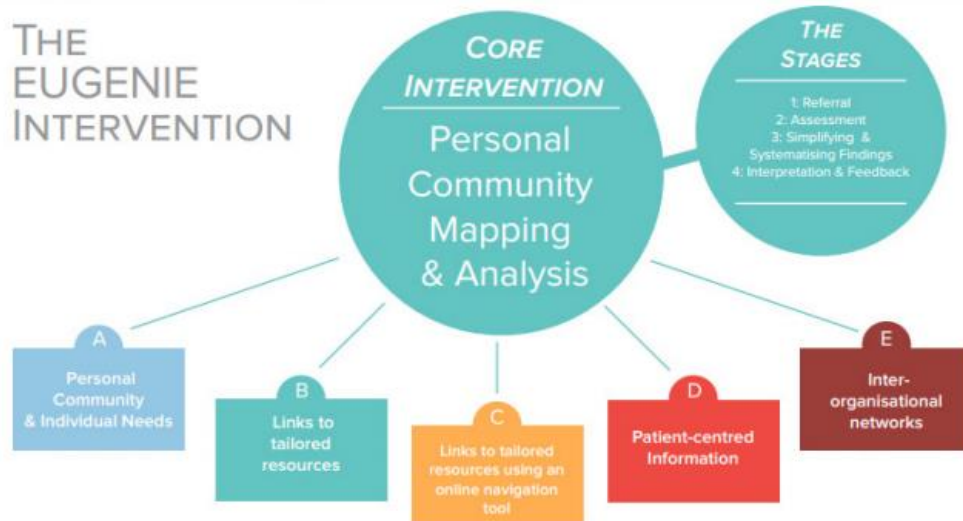 THE
EUGENIE
INTERVENTION
CORE
INTERVENTION
Personal
Community
Mapping
& Analysis
THE
STAGES
1: Referral
2: Assessment
3: Simplifying &
Systematising Findings
4: Interpretation & Feedback
A
Personal
Community
& Individual Needs
B
Links to
tailored
resources
C
Links to tailored
resources using an
online navigation
tool
D
Patient-centred
Information
E
Inter-
organisational
networks